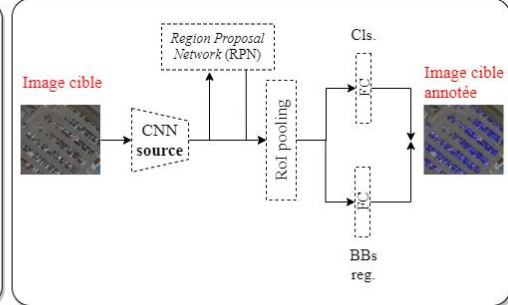 Region Proposal
Network (RPN)
Cls.
Image cible
CNN
source
RoI pooling
FC
Image cible
annotée
FC
BBs
reg.